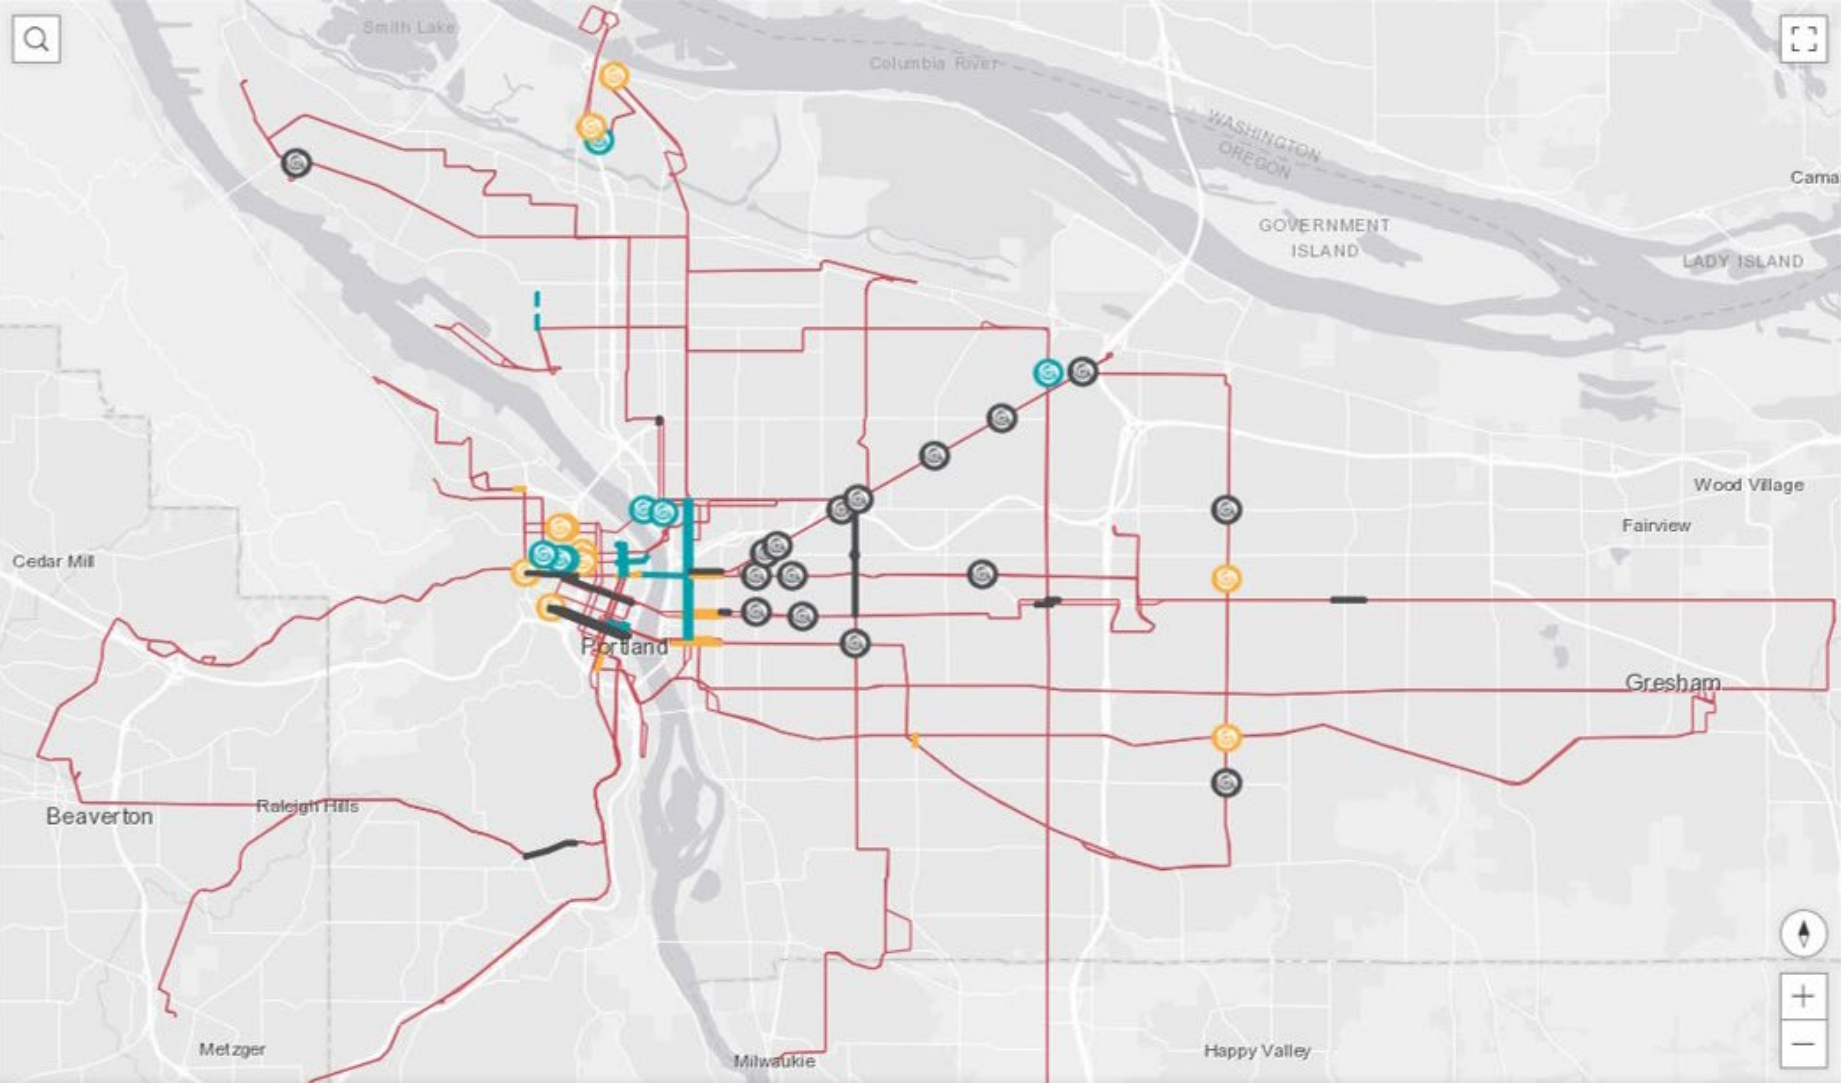 Smith Lake
Columbia River
WASHINGTON
OREGON
Cama
GOVERNMENT
ISLAND
LADY ISLAND
Wood Village
Fairview
Cedar Mill
Portland
Gresham
Raleigh Hills
Beaverton
Metzger
Milwaukie
Happy Valley